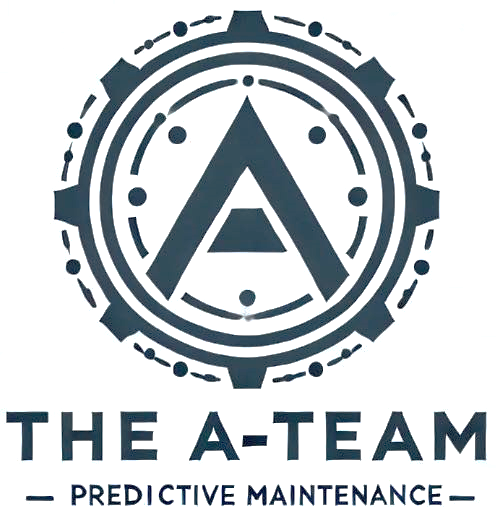 A
THE A-TEAM
— PREDICTIVE MAINTENANCE —